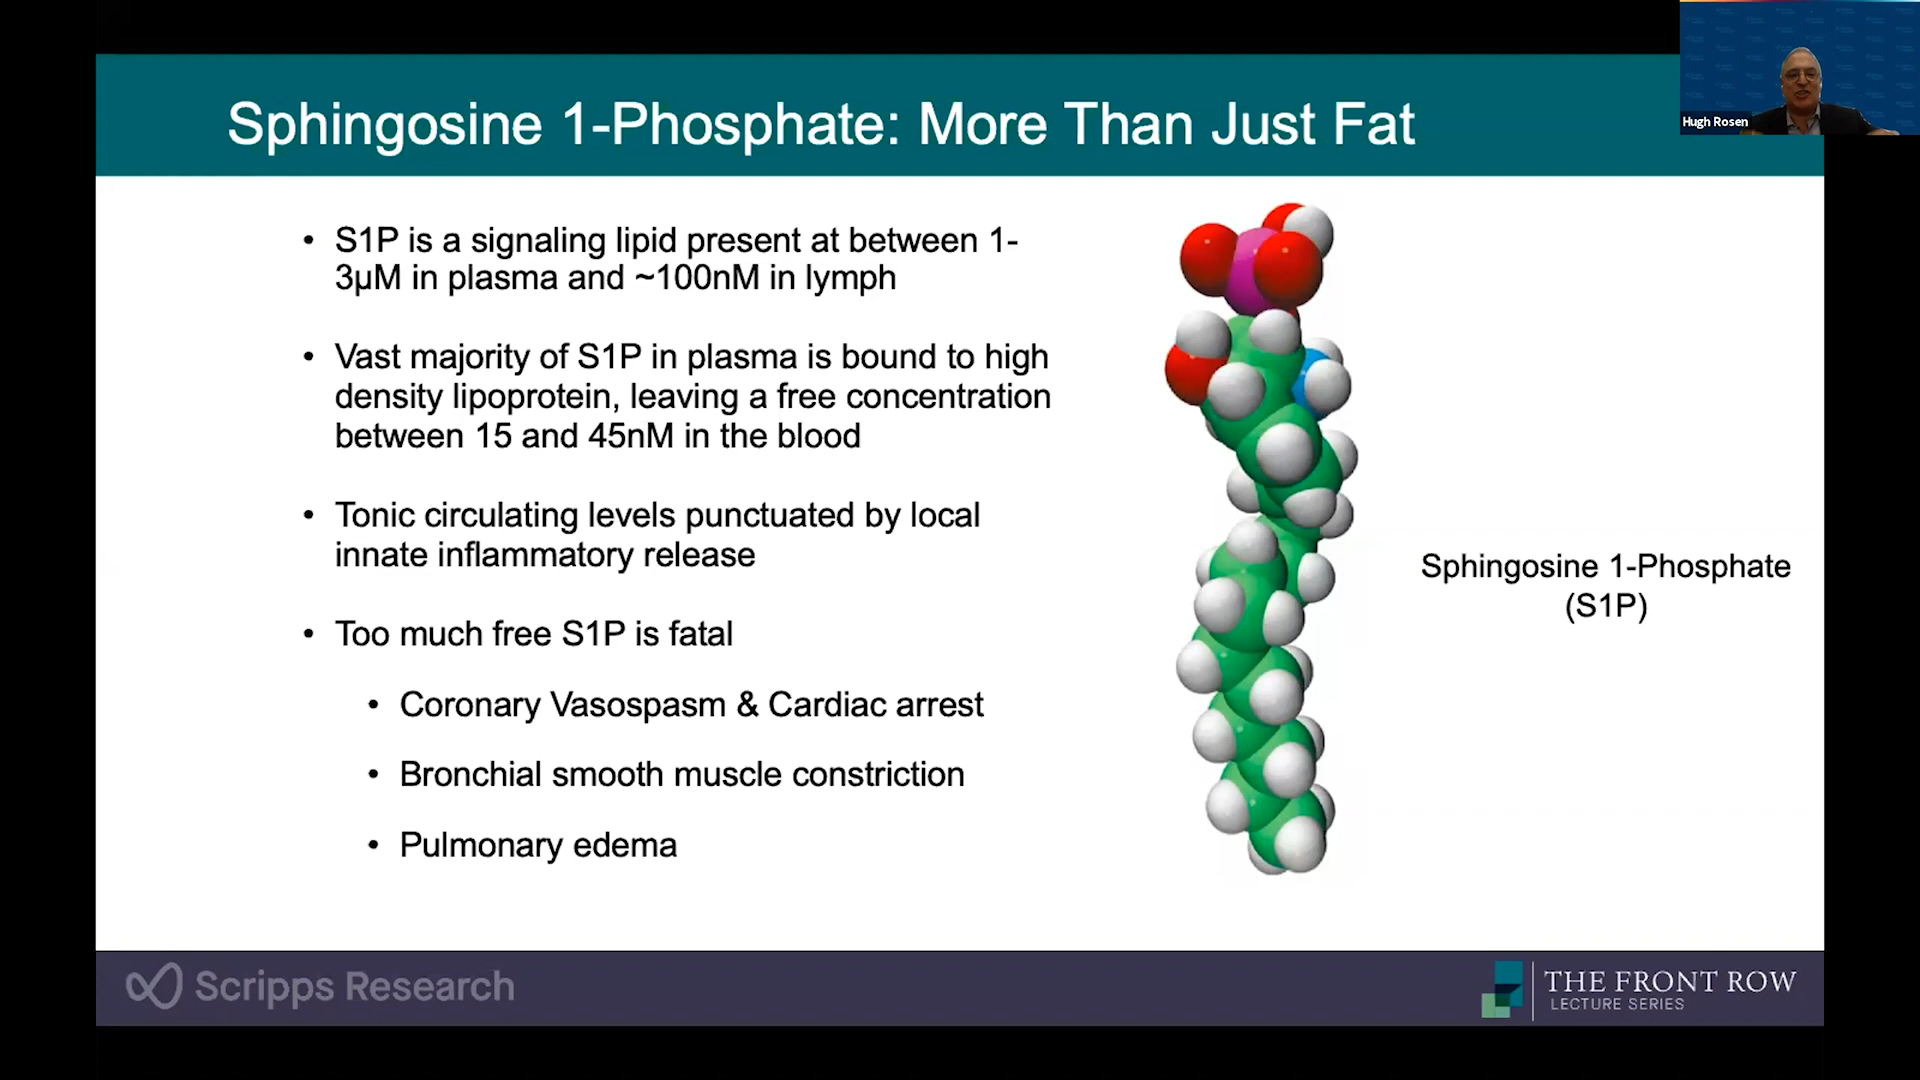 Sphingosine 1-Phosphate: More Than Just Fat
Hugh Rosen
• S1P is a signaling lipid present at between 1-
3µM in plasma and ~100nM in lymph
• Vast majority of S1P in plasma is bound to high
density lipoprotein, leaving a free concentration
between 15 and 45nM in the blood
• Tonic circulating levels punctuated by local
innate inflammatory release
• Too much free S1P is fatal
• Coronary Vasospasm & Cardiac arrest
• Bronchial smooth muscle constriction
• Pulmonary edema
Sphingosine 1-Phosphate
(S1P)
Scripps Research
THE FRONT ROW
LECTURE SERIES